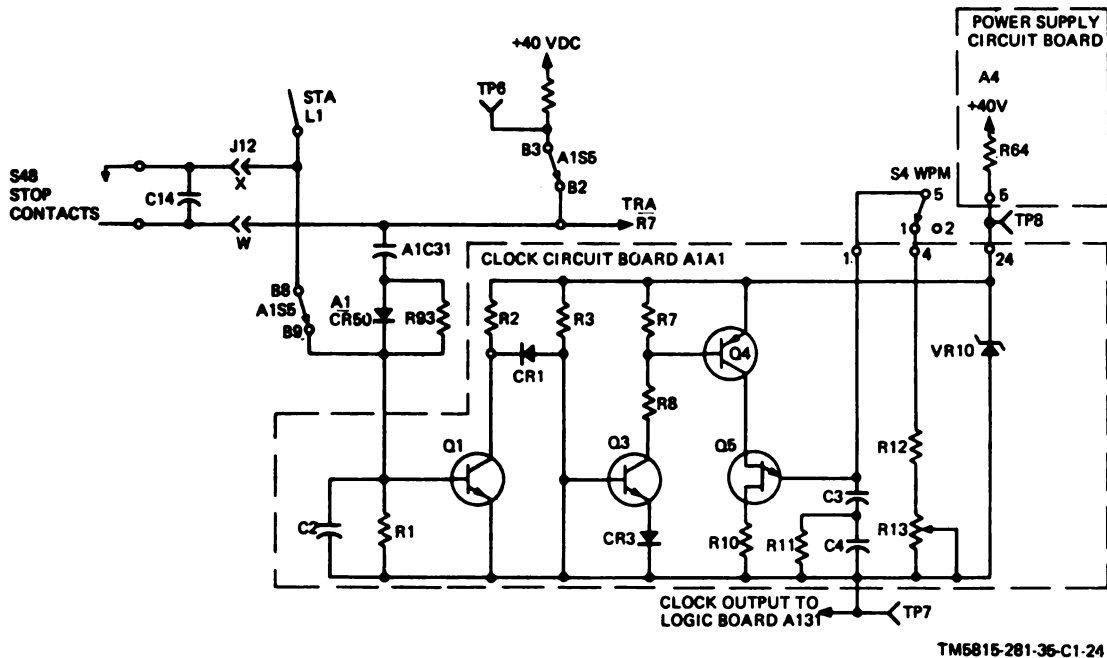 POWER SUPPLY
CIRCUIT BOARD
+40 VDC
A4
+40V
TP6
STA
L1
R64
J12
X
B3
A1S5
B2
S4 WPM
5
5
S48
STOP
CONTACTS
C14
1
2
TP8
TRA
R7
W
A1C31
CLOCK CIRCUIT BOARD A1A1
1
4
24
B8
A1S5
B9
A1
CR50
R93
R2
R3
R7
Q4
VR10
CR1
R8
Q1
Q3
Q5
R12
C3
C2
R1
CR3
R10
R11
C4
R13
CLOCK OUTPUT TO
LOGIC BOARD A131
TP7
TM5815-281-35-C1-24